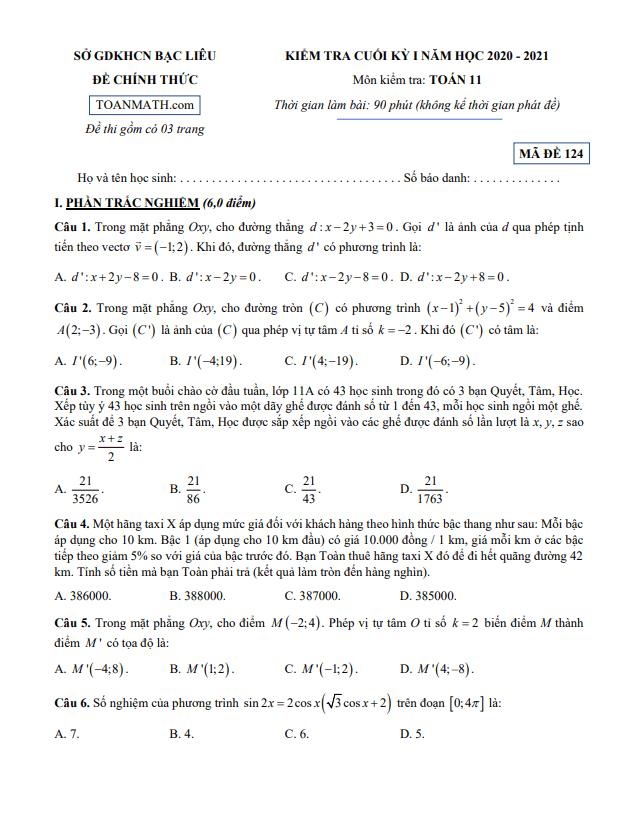 SỞ GDKHCN BẠC LIÊU
KIỂM TRA CUỐI KỲ I NĂM HỌC 2020 - 2021
ĐỀ CHÍNH THỨC
Môn kiểm tra: TOÁN 11
TOANMATH.com
Thời gian làm bài: 90 phút (không kể thời gian phát đề)
Đề thi gồm có 03 trang
MÃ ĐỀ 124
Họ và tên học sinh: . . . . . . . . . . . . . . . . . . . . . . . . . . . . . . . . . . . Số báo danh: . . . . . . . . . . . . . .
I. PHẦN TRẮC NGHIỆM (6,0 điểm)
Câu 1. Trong mặt phẳng Oxy, cho đường thẳng d : x − 2y + 3 = 0 . Gọi d ' là ảnh của d qua phép tịnh
tiến theo vectơ v⃗ = (−1; 2) . Khi đó, đường thẳng d ' có phương trình là:
A. d ' : x + 2y − 8 = 0 . B. d ' : x − 2y = 0 . C. d ' : x − 2y − 8 = 0 . D. d ' : x − 2y + 8 = 0 .
Câu 2. Trong mặt phẳng Oxy, cho đường tròn (C) có phương trình (x − 1)² + (y − 5)² = 4 và điểm
A(2; −3) . Gọi (C ') là ảnh của (C) qua phép vị tự tâm A tỉ số k = −2 . Khi đó (C ') có tâm là:
A. I '(6; −9) . B. I '(−4; 19) . C. I '(4; −19) . D. I '(−6; −9) .
Câu 3. Trong một buổi chào cờ đầu tuần, lớp 11A có 43 học sinh trong đó có 3 bạn Quyết, Tâm, Học.
Xếp tùy ý 43 học sinh trên ngồi vào một dãy ghế được đánh số từ 1 đến 43, mỗi học sinh ngồi một ghế.
Xác suất để 3 bạn Quyết, Tâm, Học được sắp xếp ngồi vào các ghế được đánh số lần lượt là x, y, z sao
cho y = (x + z)/2 là:
A. 21/3526 . B. 21/86 . C. 21/43 . D. 21/1763 .
Câu 4. Một hãng taxi X áp dụng mức giá đối với khách hàng theo hình thức bậc thang như sau: Mỗi bậc
áp dụng cho 10 km. Bậc 1 (áp dụng cho 10 km đầu) có giá 10.000 đồng / 1 km, giá mỗi km ở các bậc
tiếp theo giảm 5% so với giá của bậc trước đó. Bạn Toàn thuê hãng taxi X đó để đi hết quãng đường 42
km. Tính số tiền mà bạn Toàn phải trả (kết quả làm tròn đến hàng nghìn).
A. 386000. B. 388000. C. 387000. D. 385000.
Câu 5. Trong mặt phẳng Oxy, cho điểm M (−2; 4) . Phép vị tự tâm O tỉ số k = 2 biến điểm M thành
điểm M ' có tọa độ là:
A. M '(−4; 8) . B. M '(1; 2) . C. M '(−1; 2) . D. M '(4; −8) .
Câu 6. Số nghiệm của phương trình sin 2x = 2 cos x(√3 cos x + 2) trên đoạn [0; 4π] là:
A. 7. B. 4. C. 6. D. 5.